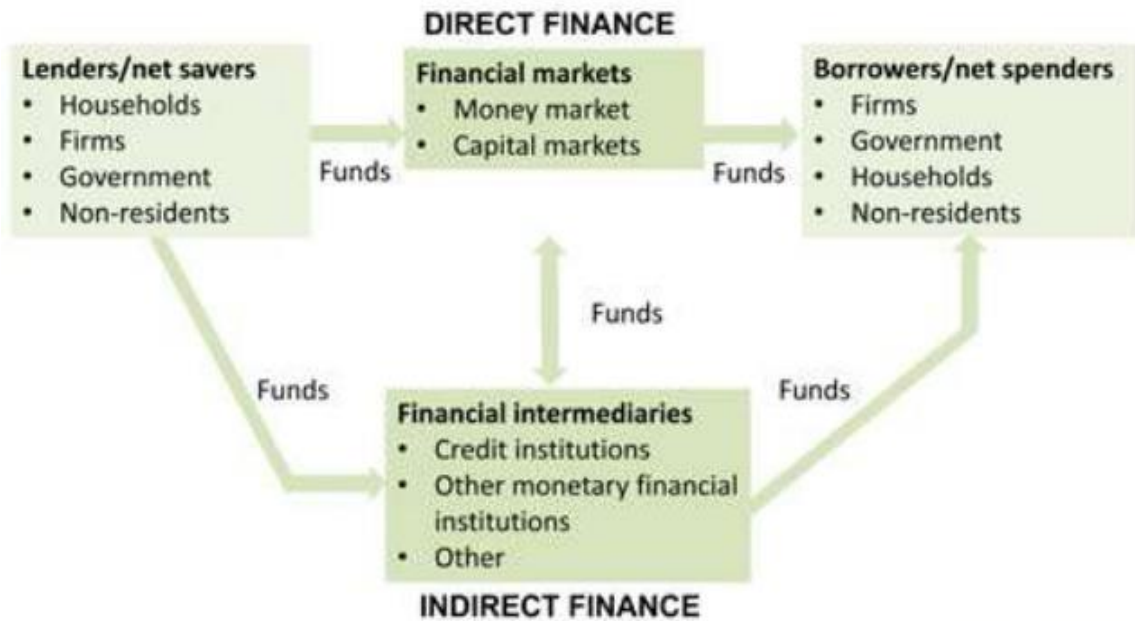 DIRECT FINANCE
Lenders/net savers
• Households
• Firms
• Government
• Non-residents
Funds
Financial markets
• Money market
• Capital markets
Funds
Borrowers/net spenders
• Firms
• Government
• Households
• Non-residents
Funds
Funds
Funds
Financial intermediaries
• Credit institutions
• Other monetary financial
institutions
• Other
INDIRECT FINANCE